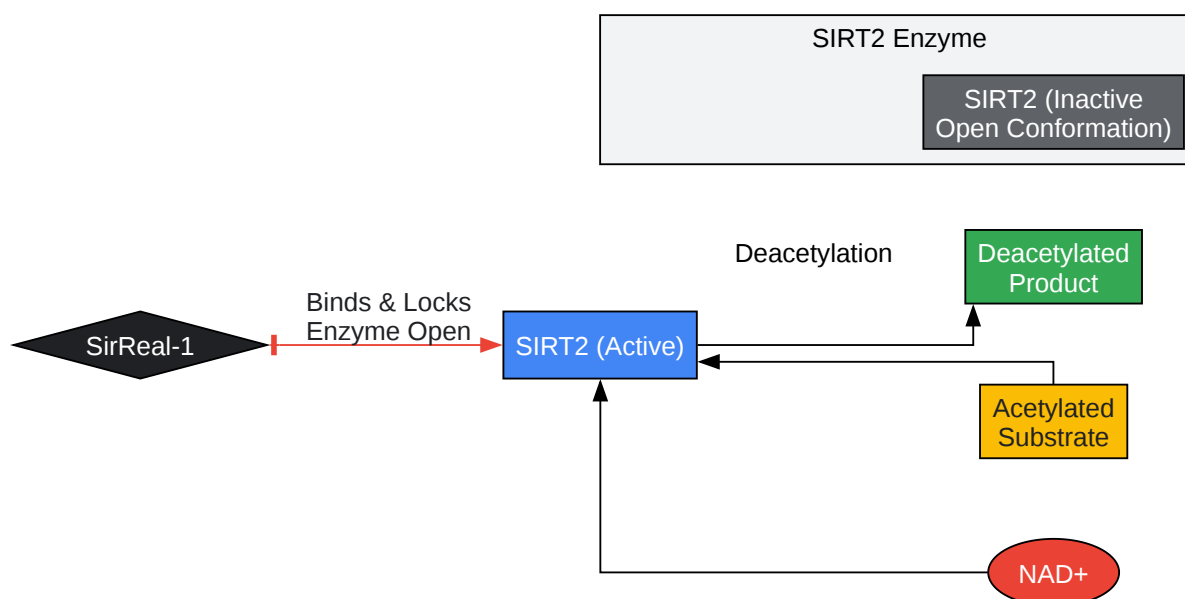 SIRT2 Enzyme
SIRT2 (Inactive
Open Conformation)
Deacetylation
Deacetylated
Product
Binds & Locks
Enzyme Open
SirReal-1
SIRT2 (Active)
Acetylated
Substrate
NAD+